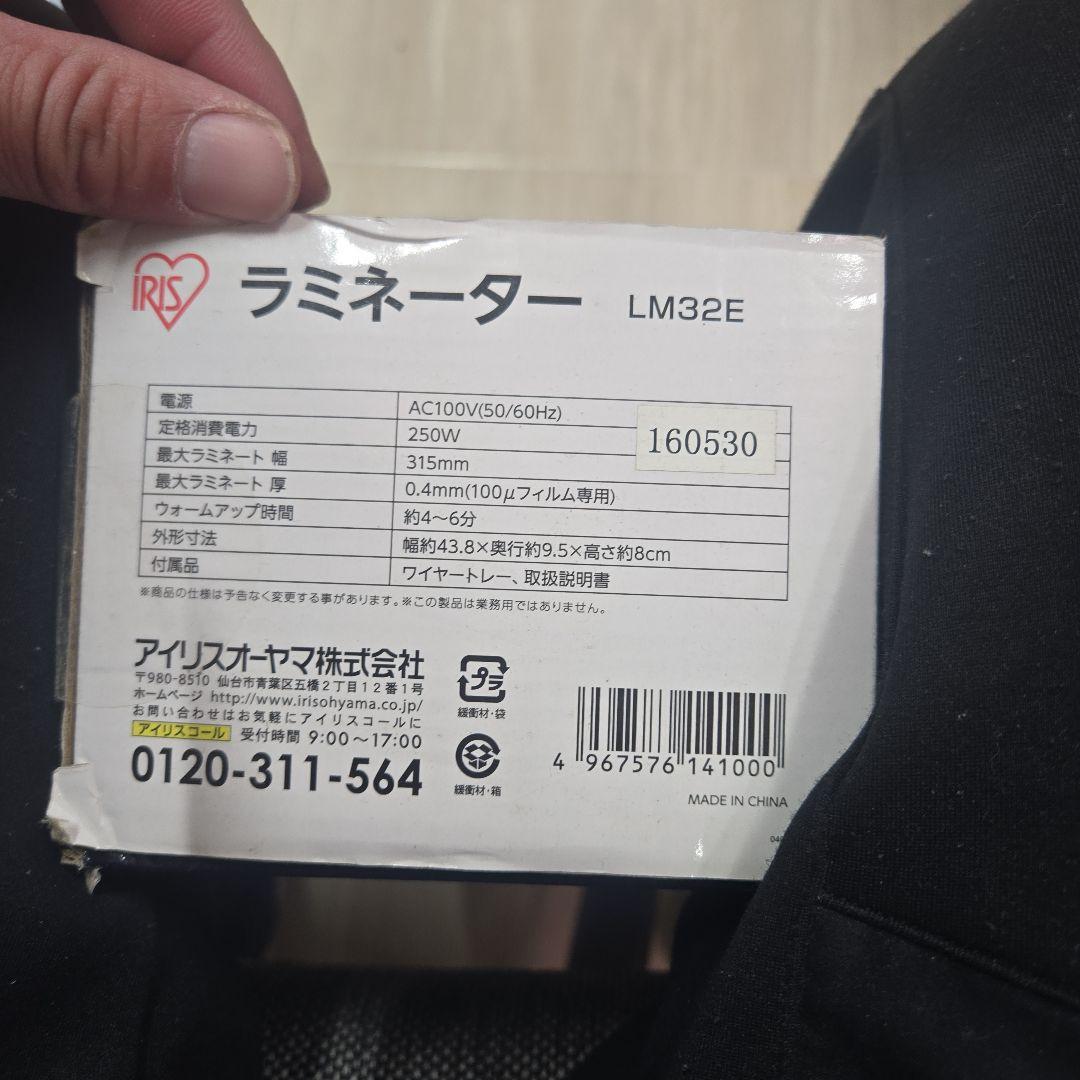 IRIS ラミネーター LM32E
電源 AC100V(50/60Hz)
定格消費電力 250W
160530
最大ラミネート 幅 315mm
最大ラミネート 厚 0.4mm(100μフィルム専用)
ウォームアップ時間 約4〜6分
外形寸法 幅約43.8×奥行約9.5×高さ約8cm
付属品 ワイヤートレー、取扱説明書
※商品の仕様は予告なく変更する事があります。※この製品は業務用ではありません。
アイリスオーヤマ株式会社
〒980-8510 仙台市青葉区五橋2丁目12番1号
ホームページ http://www.irisohyama.co.jp/
お問い合わせはお気軽にアイリスコールに
アイリスコール 受付時間 9:00〜17:00
0120-311-564
プラ
緩衝材・袋
緩衝材・箱
4 967576 141000
MADE IN CHINA